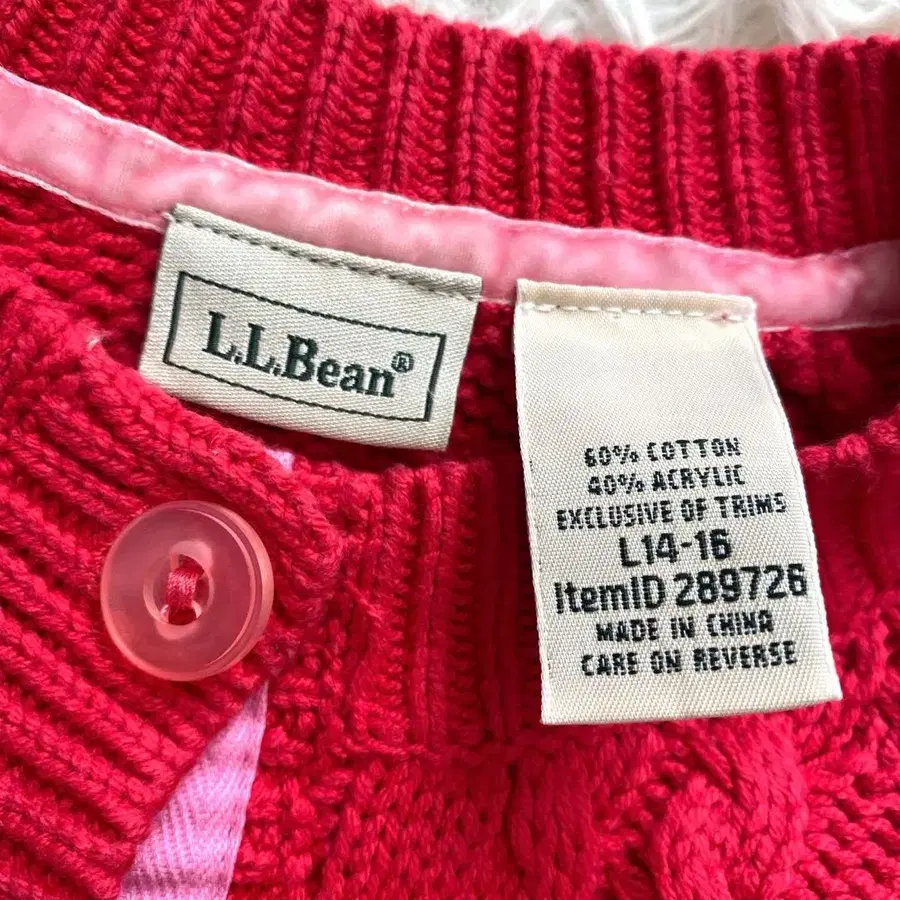 L.L.Bean®
60% COTTON
40% ACRYLIC
EXCLUSIVE OF TRIMS
L14-16
ItemID 289726
MADE IN CHINA
CARE ON REVERSE